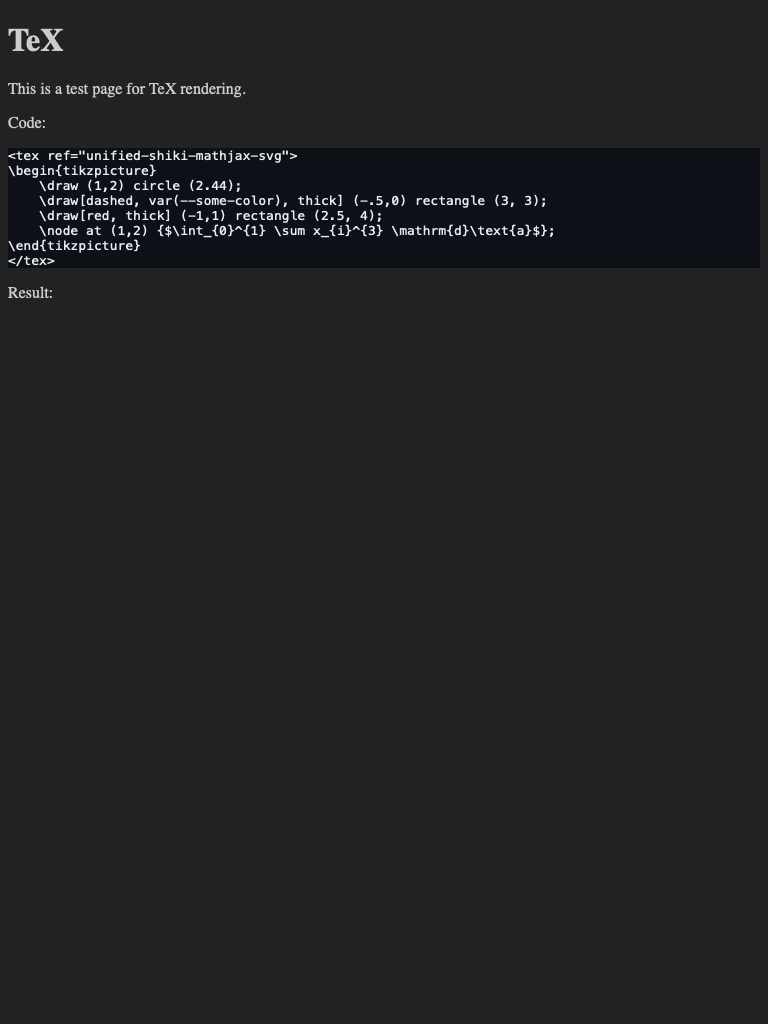 TeX
This is a test page for TeX rendering.
Code:
<tex ref="unified-shiki-mathjax-svg">
\begin{tikzpicture}
    \draw (1,2) circle (2.44);
    \draw[dashed, var(--some-color), thick] (-.5,0) rectangle (3, 3);
    \draw[red, thick] (-1,1) rectangle (2.5, 4);
    \node at (1,2) {$\int_{0}^{1} \sum x_{i}^{3} \mathrm{d}\text{a}$};
\end{tikzpicture}
</tex>
Result: